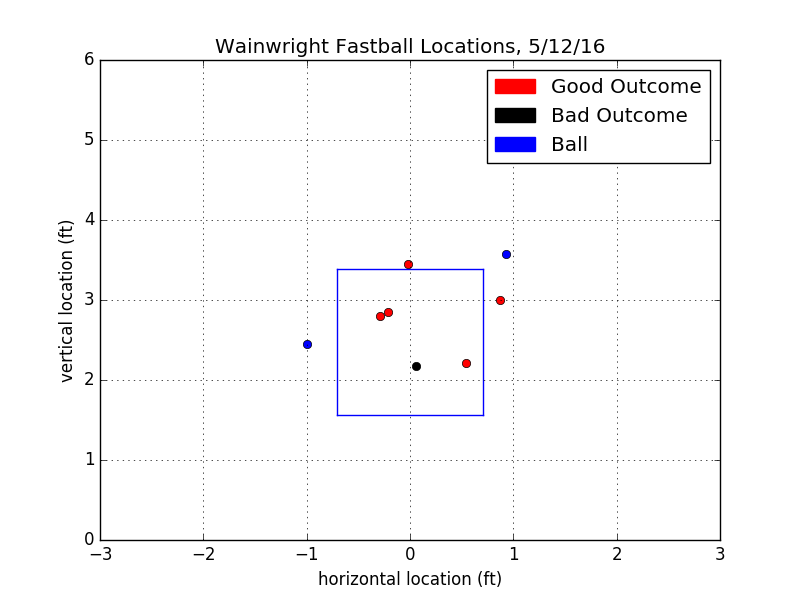 Wainwright Fastball Locations, 5/12/16
Good Outcome
Bad Outcome
Ball
6
5
4
3
2
1
0
vertical location (ft)
−3 −2 −1 0 1 2 3
horizontal location (ft)